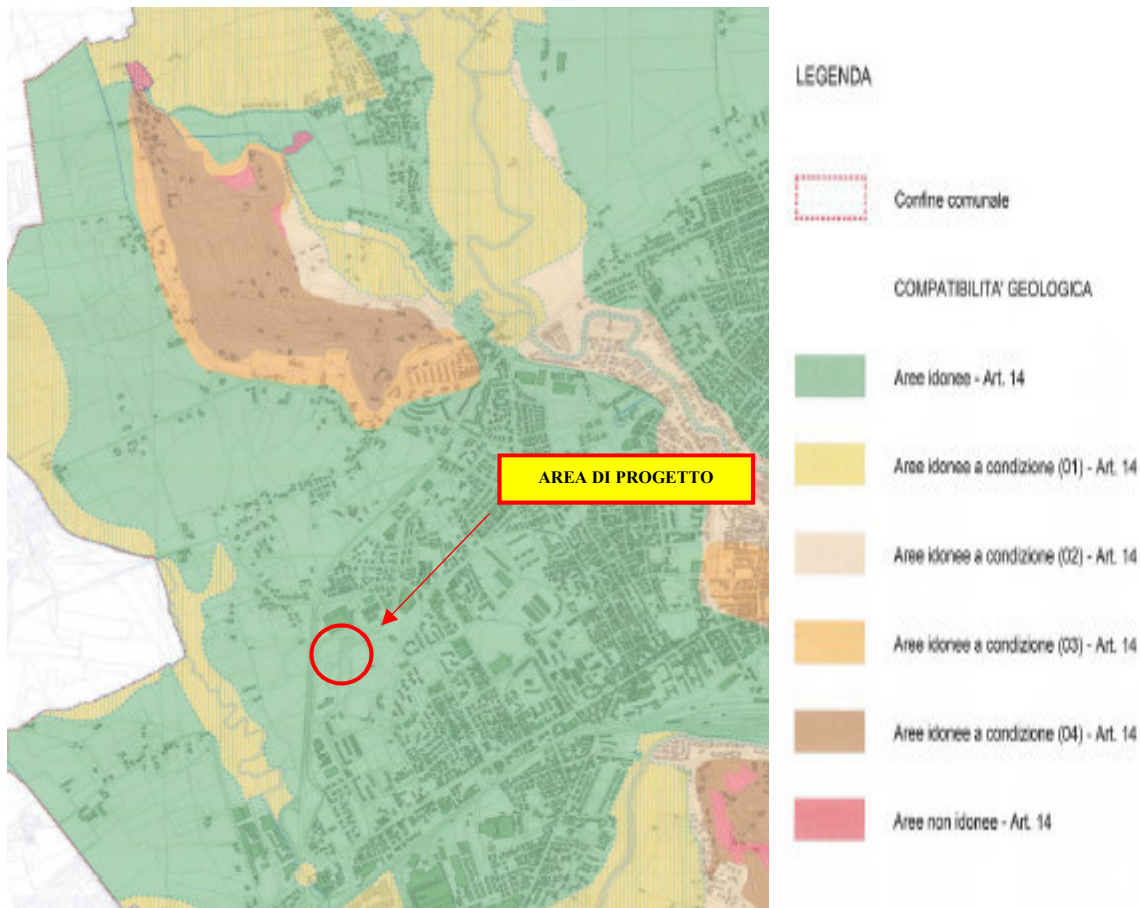 AREA DI PROGETTO
LEGENDA
Confine comunale
COMPATIBILITA' GEOLOGICA
Aree idonee - Art. 14
Aree idonee a condizione (01) - Art. 14
Aree idonee a condizione (02) - Art. 14
Aree idonee a condizione (03) - Art. 14
Aree idonee a condizione (04) - Art. 14
Aree non idonee - Art. 14